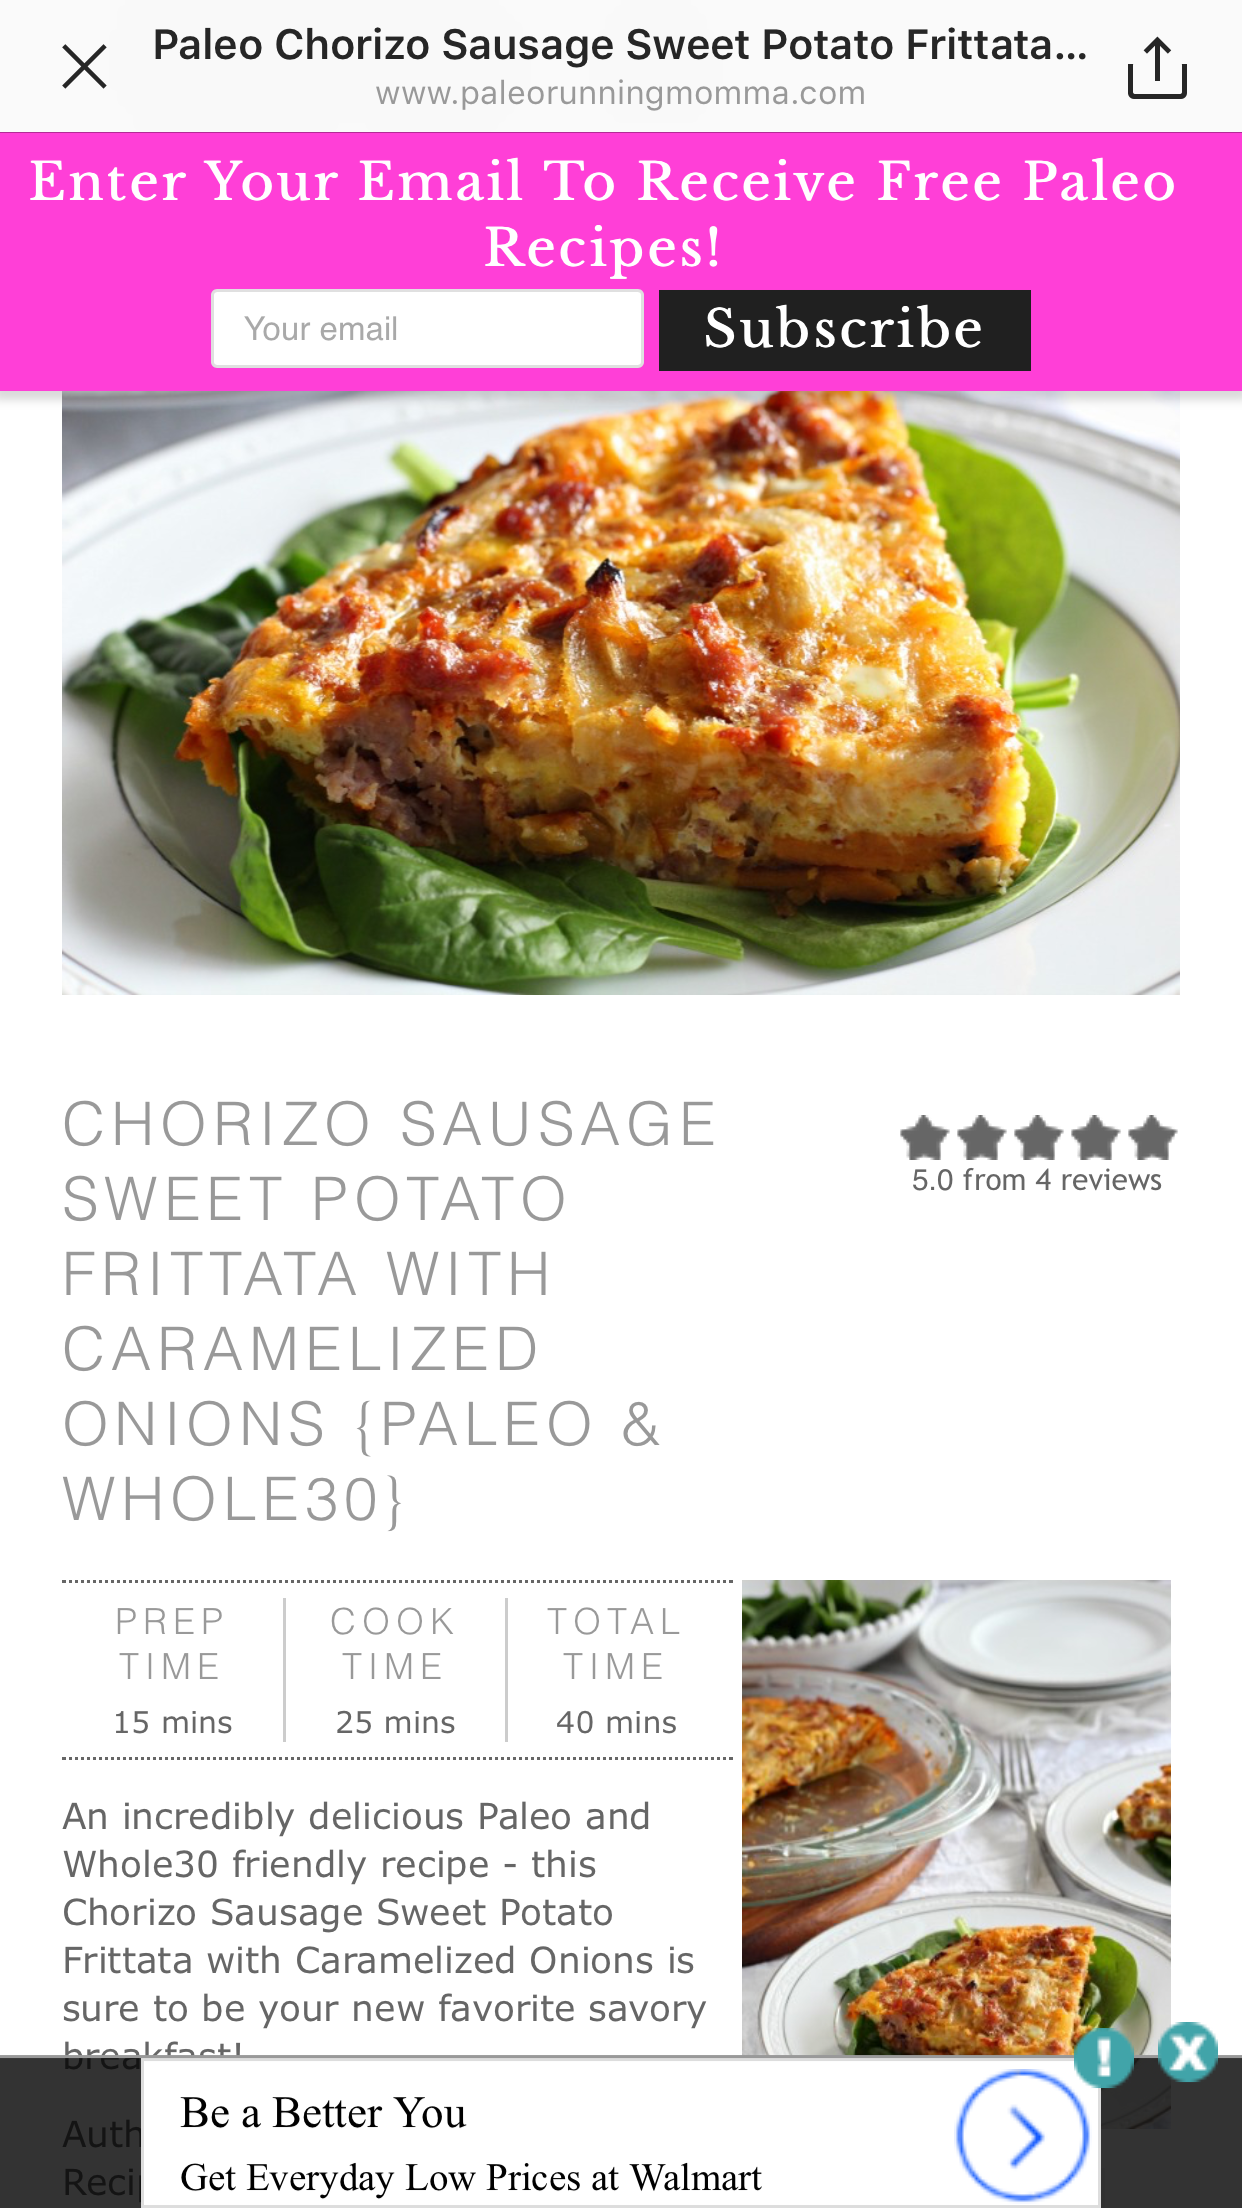 Paleo Chorizo Sausage Sweet Potato Frittata...
www.paleorunningmomma.com
Enter Your Email To Receive Free Paleo
Recipes!
Your email
Subscribe
CHORIZO SAUSAGE
SWEET POTATO
FRITTATA WITH
CARAMELIZED
ONIONS {PALEO &
WHOLE30}
5.0 from 4 reviews
PREP
TIME
15 mins
COOK
TIME
25 mins
TOTAL
TIME
40 mins
An incredibly delicious Paleo and
Whole30 friendly recipe - this
Chorizo Sausage Sweet Potato
Frittata with Caramelized Onions is
sure to be your new favorite savory
breakfast!
Auth
Reci
Be a Better You
Get Everyday Low Prices at Walmart